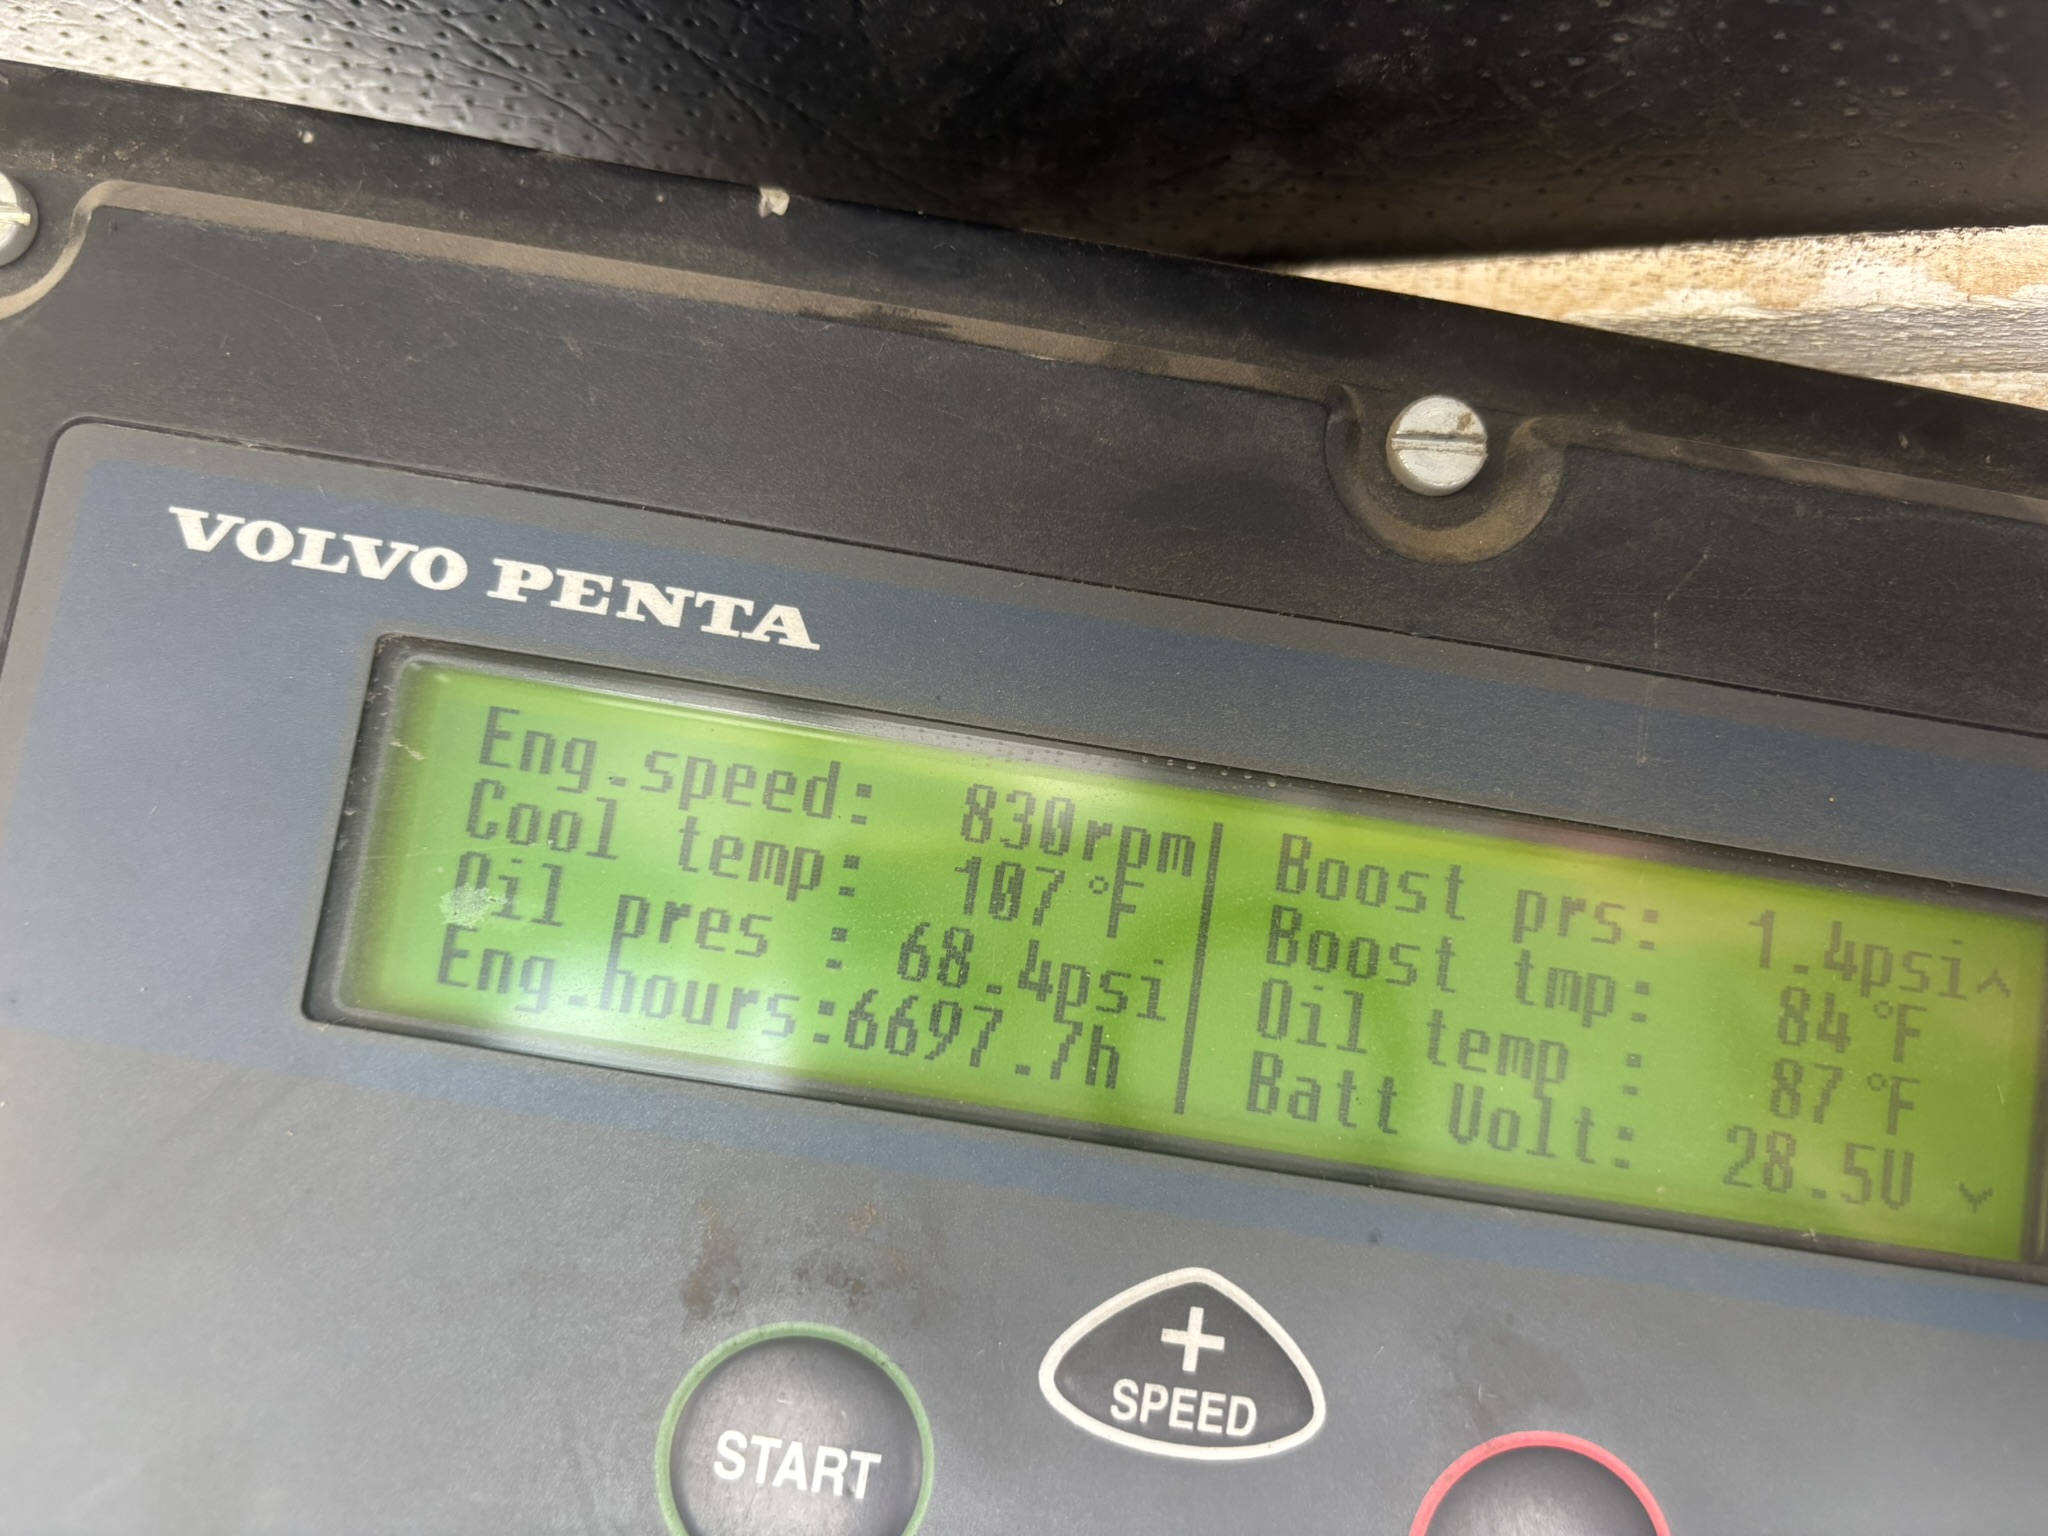 VOLVO PENTA
Eng.speed: 830rpm
Cool temp: 107°F
Oil pres : 68.4psi
Eng.hours:6697.7h
Boost prs: 1.4psi^
Boost tmp: 84°F
Oil temp : 87°F
Batt Volt: 28.5V
+
SPEED
START